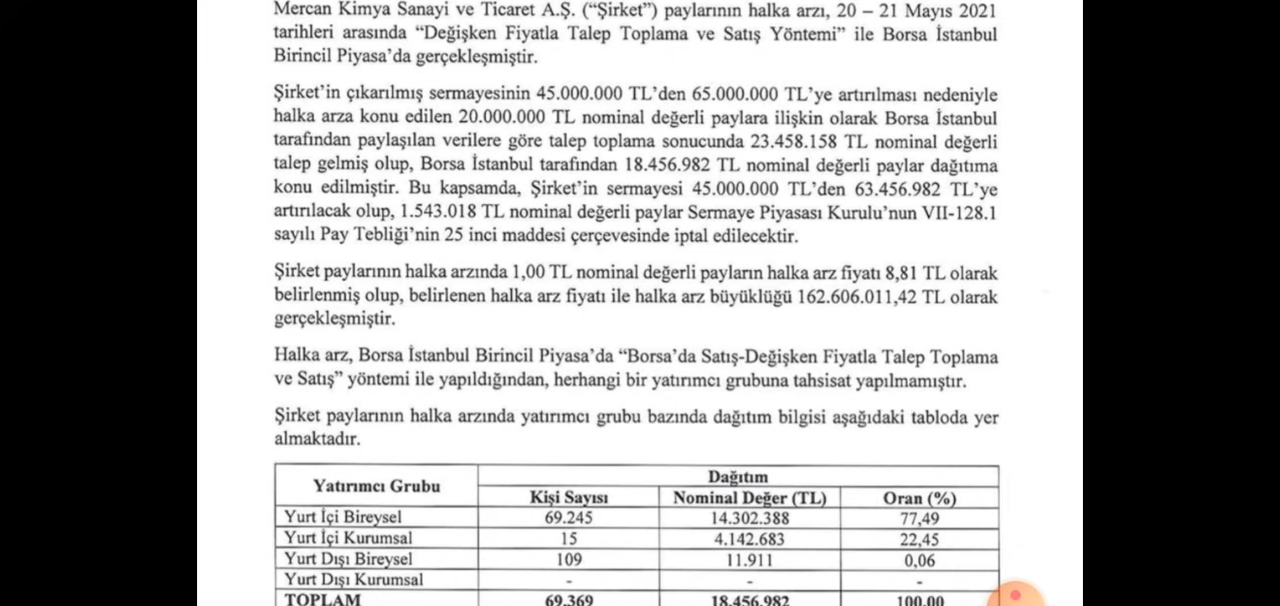 Mercan Kimya Sanayi ve Ticaret A.Ş. (“Şirket”) paylarının halka arzı, 20 – 21 Mayıs 2021
tarihleri arasında “Değişken Fiyatla Talep Toplama ve Satış Yöntemi” ile Borsa İstanbul
Birincil Piyasa’da gerçekleşmiştir.
Şirket’in çıkarılmış sermayesinin 45.000.000 TL’den 65.000.000 TL’ye artırılması nedeniyle
halka arza konu edilen 20.000.000 TL nominal değerli paylara ilişkin olarak Borsa İstanbul
tarafından paylaşılan verilere göre talep toplama sonucunda 23.458.158 TL nominal değerli
talep gelmiş olup, Borsa İstanbul tarafından 18.456.982 TL nominal değerli paylar dağıtıma
konu edilmiştir. Bu kapsamda, Şirket’in sermayesi 45.000.000 TL’den 63.456.982 TL’ye
artırılacak olup, 1.543.018 TL nominal değerli paylar Sermaye Piyasası Kurulu’nun VII-128.1
sayılı Pay Tebliği’nin 25 inci maddesi çerçevesinde iptal edilecektir.
Şirket paylarının halka arzında 1,00 TL nominal değerli payların halka arz fiyatı 8,81 TL olarak
belirlenmiş olup, belirlenen halka arz fiyatı ile halka arz büyüklüğü 162.606.011,42 TL olarak
gerçekleşmiştir.
Halka arz, Borsa İstanbul Birincil Piyasa’da “Borsa’da Satış-Değişken Fiyatla Talep Toplama
ve Satış” yöntemi ile yapıldığından, herhangi bir yatırımcı grubuna tahsisat yapılmamıştır.
Şirket paylarının halka arzında yatırımcı grubu bazında dağıtım bilgisi aşağıdaki tabloda yer
almaktadır.
Yatırımcı Grubu Dağıtım
Kişi Sayısı Nominal Değer (TL) Oran (%)
Yurt İçi Bireysel 69.245 14.302.388 77,49
Yurt İçi Kurumsal 15 4.142.683 22,45
Yurt Dışı Bireysel 109 11.911 0,06
Yurt Dışı Kurumsal - - -
TOPLAM 69.369 18.456.982 100,00